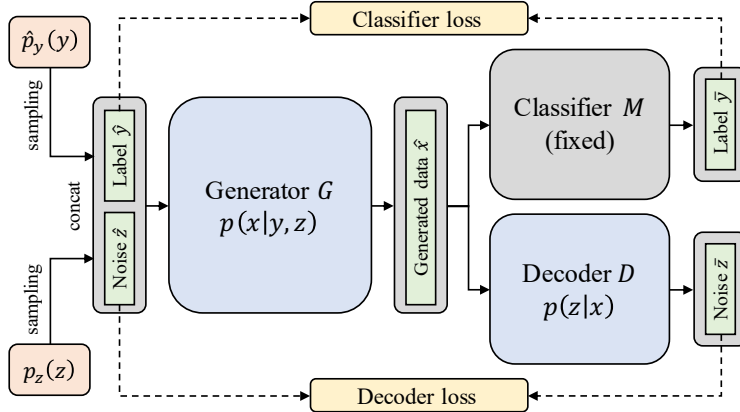 Classifier loss
p̂_y(y)
sampling
concat
sampling
p_z(z)
Label ŷ
Noise ẑ
Generator G
p(x|y, z)
Generated data x̂
Classifier M
(fixed)
Label ȳ
Decoder D
p(z|x)
Noise z̄
Decoder loss